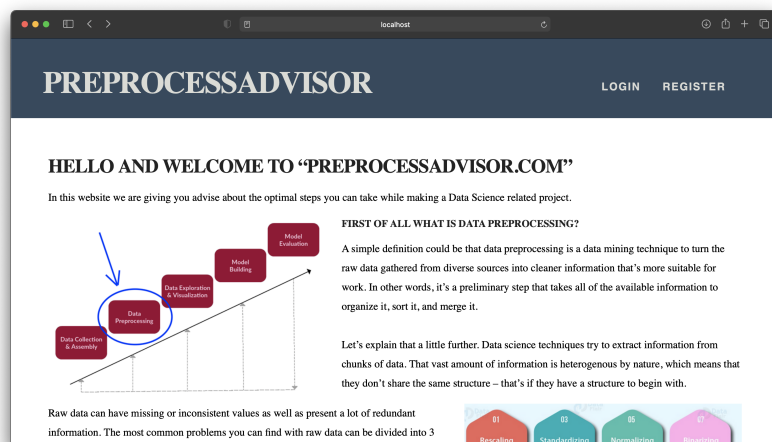 localhost
PREPROCESSADVISOR
LOGIN REGISTER
HELLO AND WELCOME TO “PREPROCESSADVISOR.COM”
In this website we are giving you advise about the optimal steps you can take while making a Data Science related project.
Model
Evaluation
Model
Building
Data Exploration
& Visualization
Data
Preprocessing
Data Collection
& Assembly
FIRST OF ALL WHAT IS DATA PREPROCESSING?
A simple definition could be that data preprocessing is a data mining technique to turn the
raw data gathered from diverse sources into cleaner information that’s more suitable for
work. In other words, it’s a preliminary step that takes all of the available information to
organize it, sort it, and merge it.
Let’s explain that a little further. Data science techniques try to extract information from
chunks of data. That vast amount of information is heterogenous by nature, which means that
they don’t share the same structure – that’s if they have a structure to begin with.
Raw data can have missing or inconsistent values as well as present a lot of redundant
information. The most common problems you can find with raw data can be divided into 3
01 03 05 07
Rescaling Standardizing Normalizing Binarizing